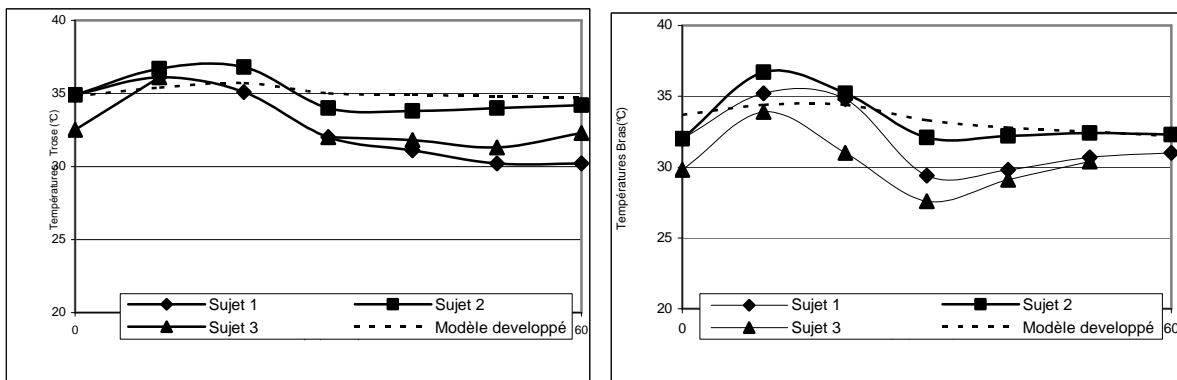 40
35
30
25
20
Températures Trose (°C)
0
60
Sujet 1
Sujet 2
Sujet 3
Modèle developpé
40
35
30
25
20
Températures Bras(°C)
0
60
Sujet 1
Sujet 2
Sujet 3
Modèle developpé